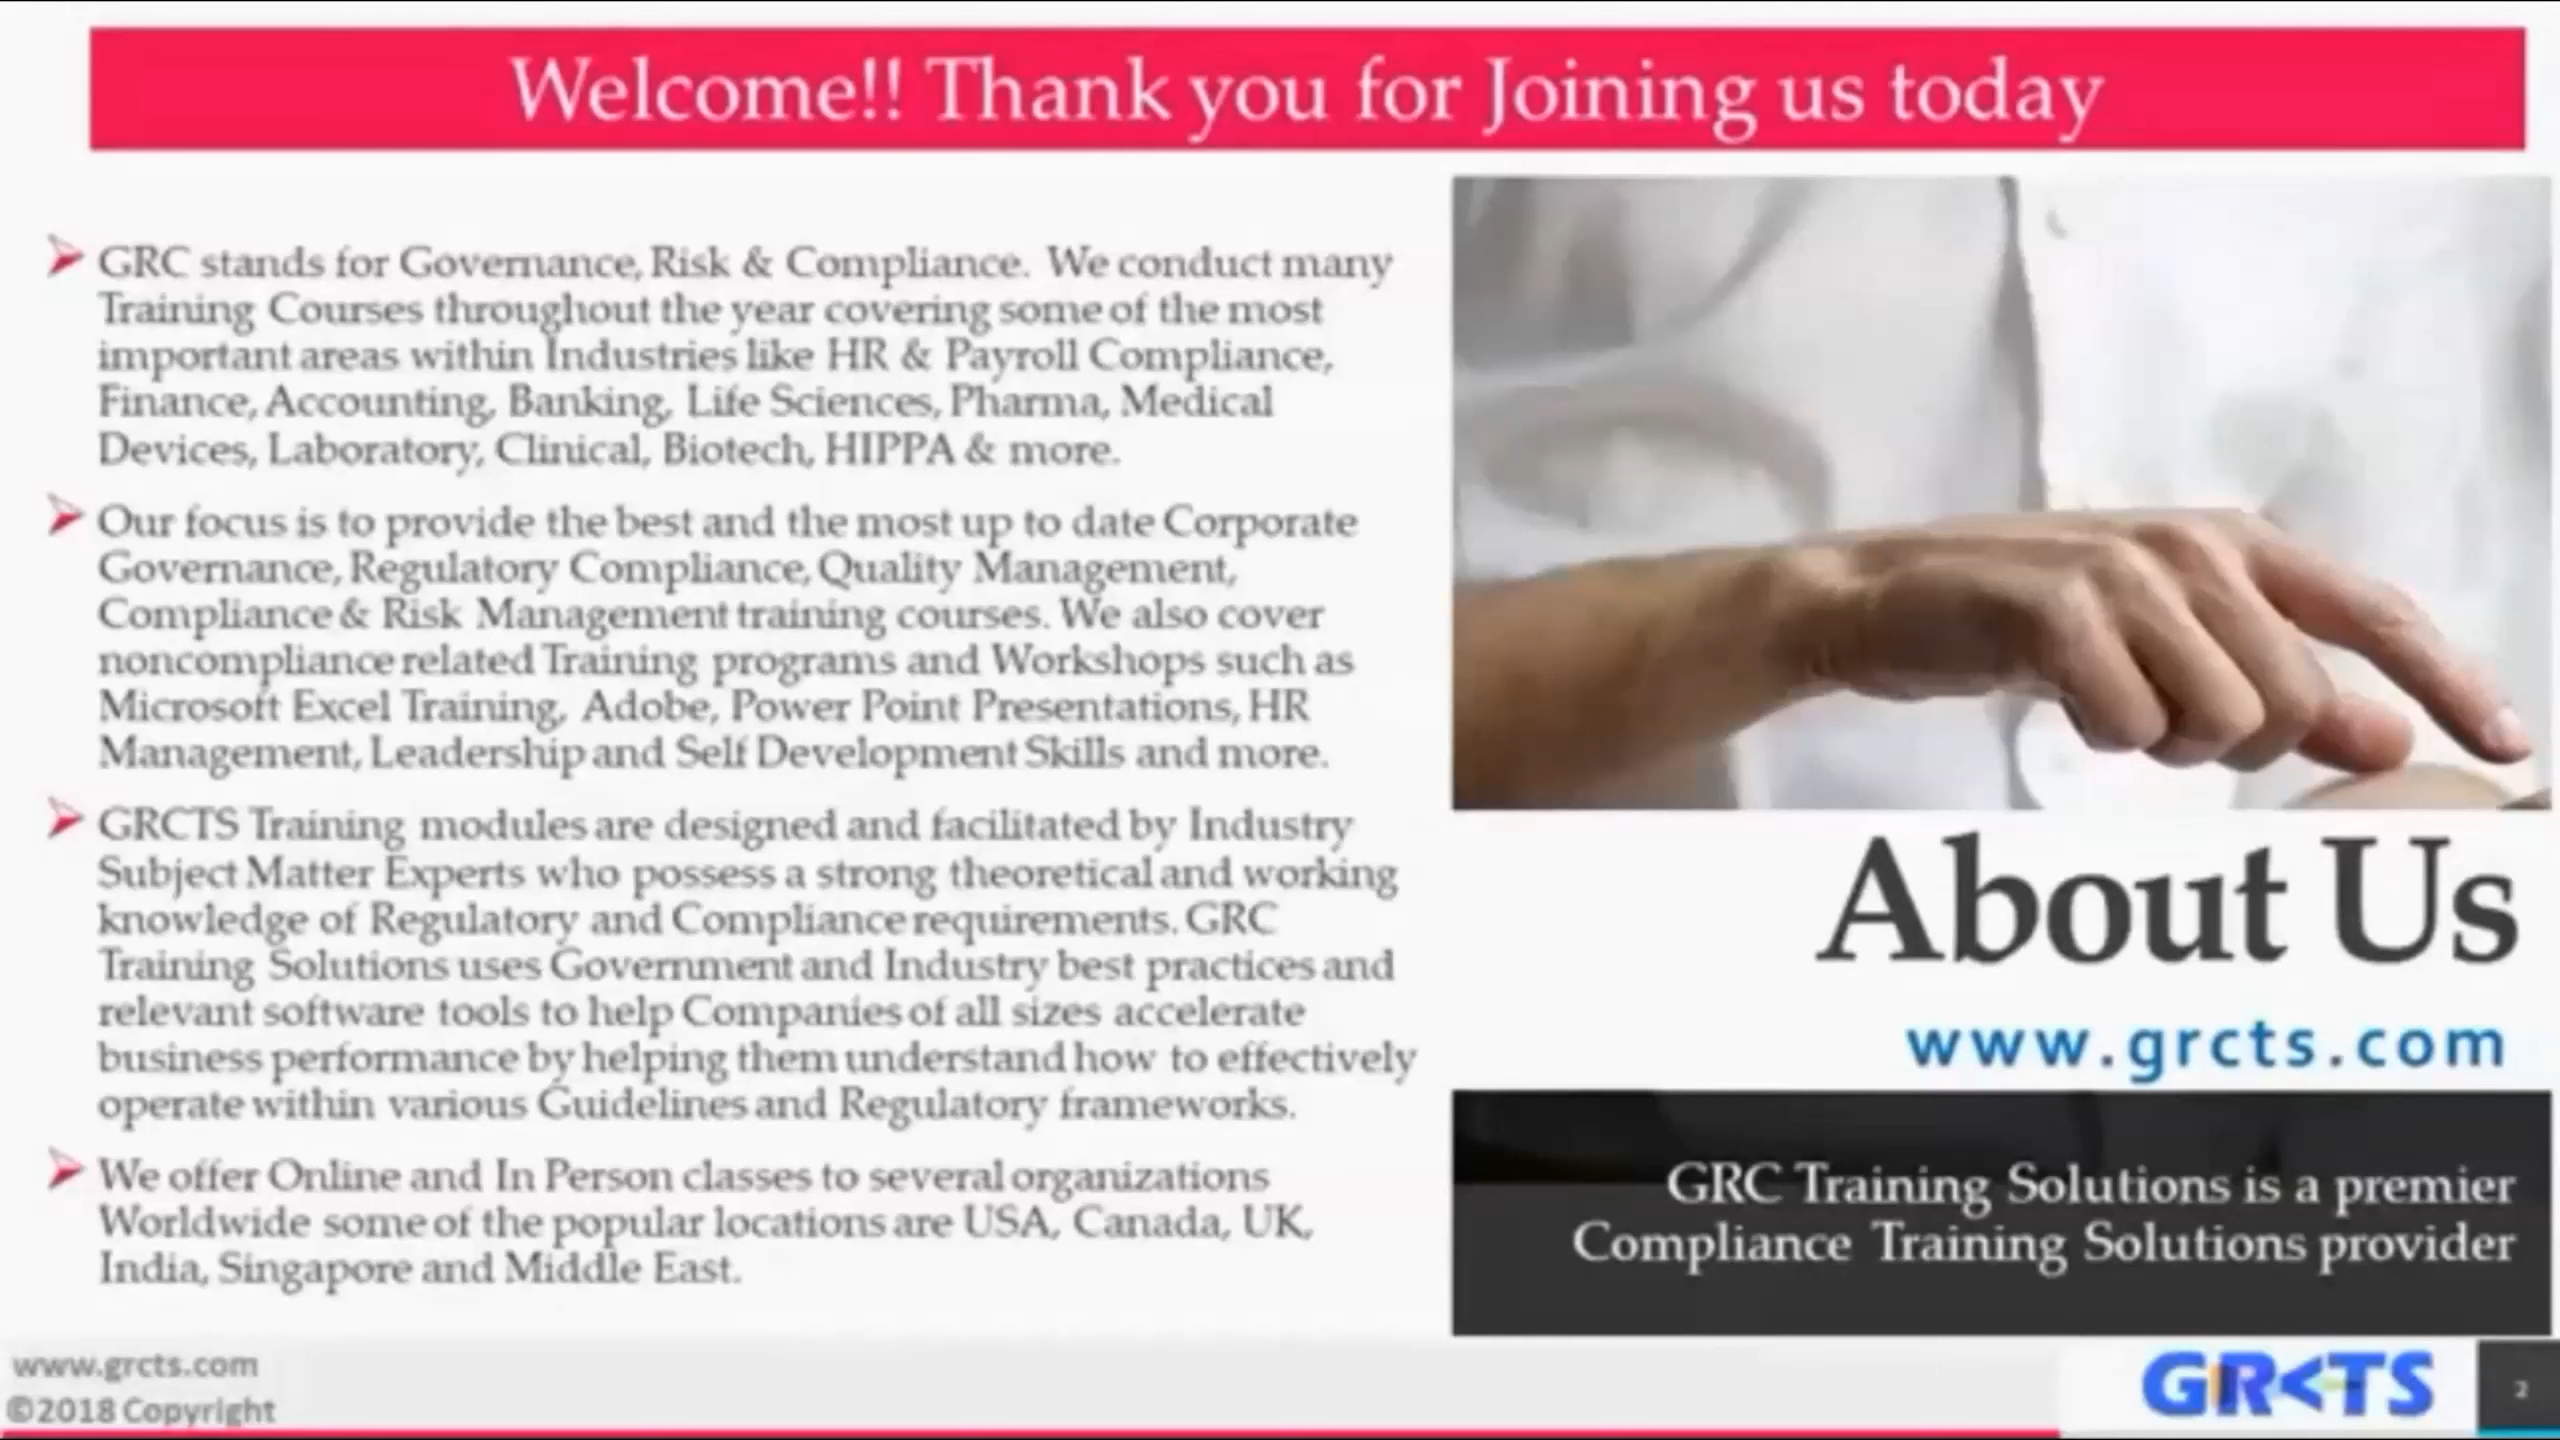 Welcome!! Thank you for Joining us today
GRC stands for Governance, Risk & Compliance. We conduct many
Training Courses throughout the year covering some of the most
important areas within Industries like HR & Payroll Compliance,
Finance, Accounting, Banking, Life Sciences, Pharma, Medical
Devices, Laboratory, Clinical, Biotech, HIPPA & more.
Our focus is to provide the best and the most up to date Corporate
Governance, Regulatory Compliance, Quality Management,
Compliance & Risk Management training courses. We also cover
noncompliance related Training programs and Workshops such as
Microsoft Excel Training, Adobe, Power Point Presentations, HR
Management, Leadership and Self Development Skills and more.
GRCTS Training modules are designed and facilitated by Industry
Subject Matter Experts who possess a strong theoretical and working
knowledge of Regulatory and Compliance requirements. GRC
Training Solutions uses Government and Industry best practices and
relevant software tools to help Companies of all sizes accelerate
business performance by helping them understand how to effectively
operate within various Guidelines and Regulatory frameworks.
We offer Online and In Person classes to several organizations
Worldwide some of the popular locations are USA, Canada, UK,
India, Singapore and Middle East.
About Us
www.grcts.com
GRC Training Solutions is a premier
Compliance Training Solutions provider
www.grcts.com
©2018 Copyright
GRCTS
2